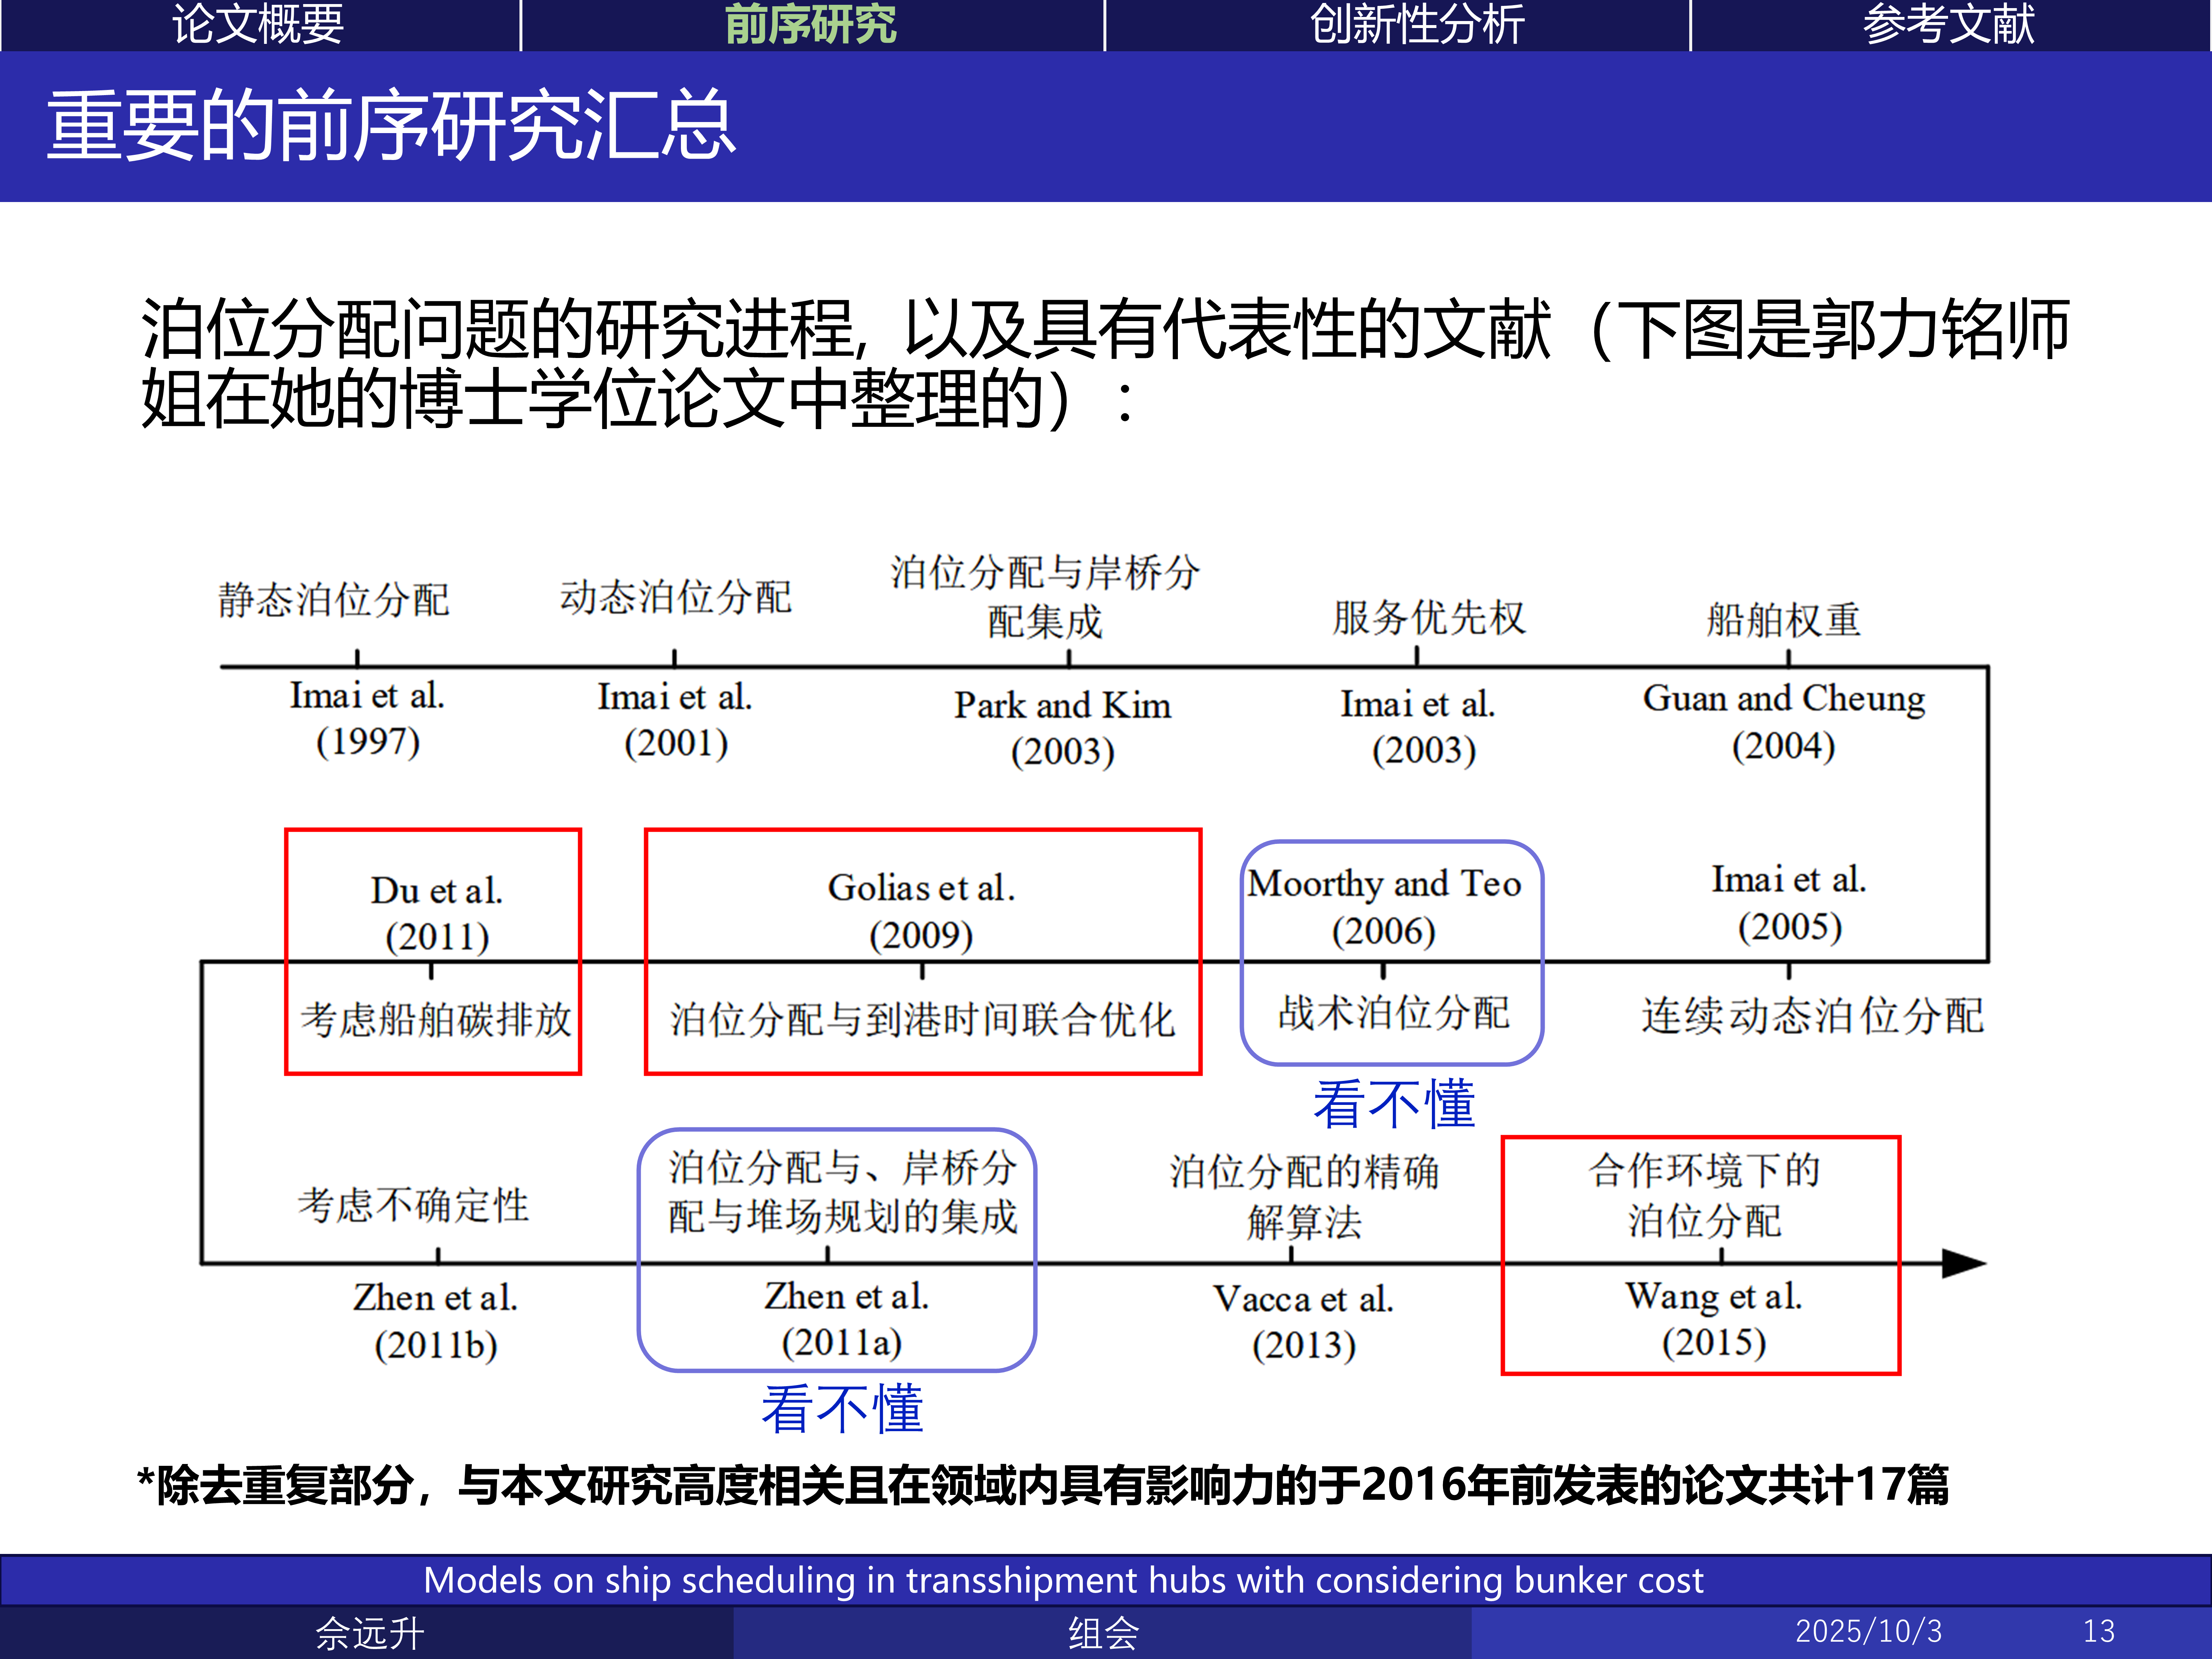 论文概要
前序研究
创新性分析
参考文献
重要的前序研究汇总
泊位分配问题的研究进程, 以及具有代表性的文献（下图是郭力铭师
姐在她的博士学位论文中整理的）：
静态泊位分配
动态泊位分配
泊位分配与岸桥分
配集成
服务优先权
船舶权重
Imai et al.
(1997)
Imai et al.
(2001)
Park and Kim
(2003)
Imai et al.
(2003)
Guan and Cheung
(2004)
Du et al.
(2011)
考虑船舶碳排放
Golias et al.
(2009)
泊位分配与到港时间联合优化
Moorthy and Teo
(2006)
战术泊位分配
看不懂
Imai et al.
(2005)
连续动态泊位分配
考虑不确定性
Zhen et al.
(2011b)
泊位分配与、岸桥分
配与堆场规划的集成
Zhen et al.
(2011a)
看不懂
泊位分配的精确
解算法
Vacca et al.
(2013)
合作环境下的
泊位分配
Wang et al.
(2015)
*除去重复部分，与本文研究高度相关且在领域内具有影响力的于2016年前发表的论文共计17篇
Models on ship scheduling in transshipment hubs with considering bunker cost
佘远升
组会
2025/10/3
13